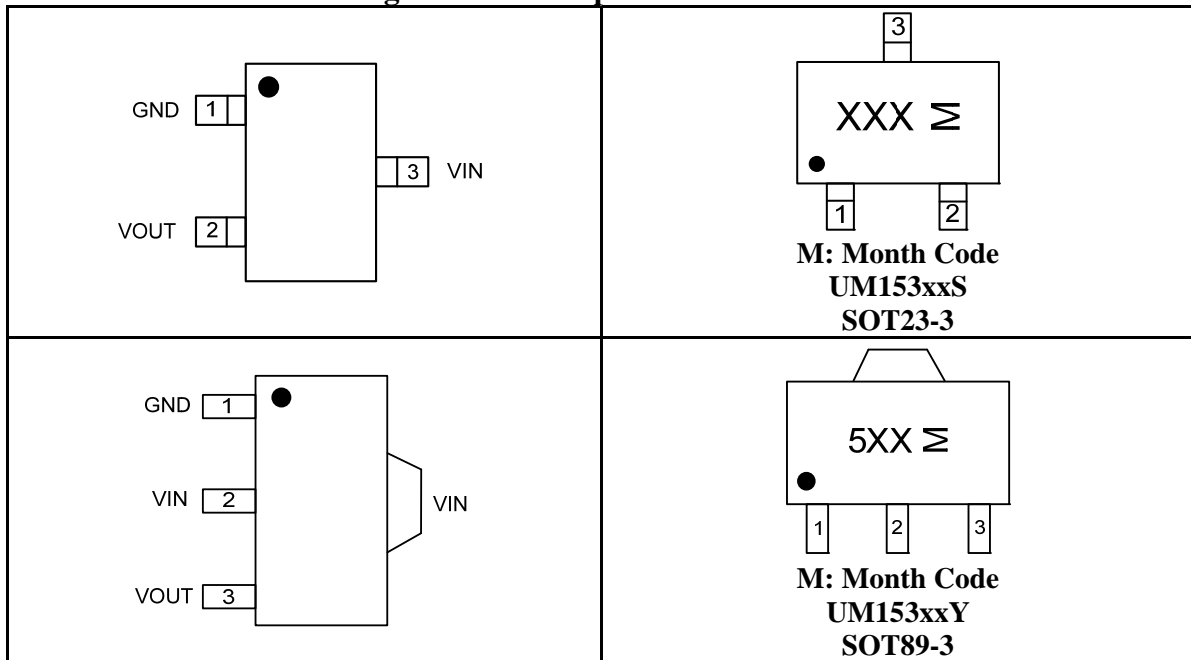 GND 1
3 VIN
VOUT 2
3
XXX M
1 2
M: Month Code
UM153xxS
SOT23-3
GND 1
VIN 2 VIN
VOUT 3
5XX M
1 2 3
M: Month Code
UM153xxY
SOT89-3